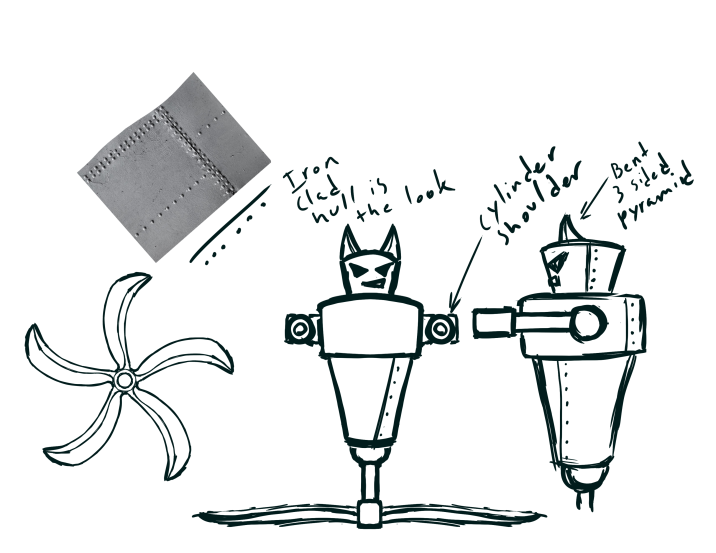 Iron
Clad
hull is
the look
cylinder
shoulder
Bent
3 sided
pyramid